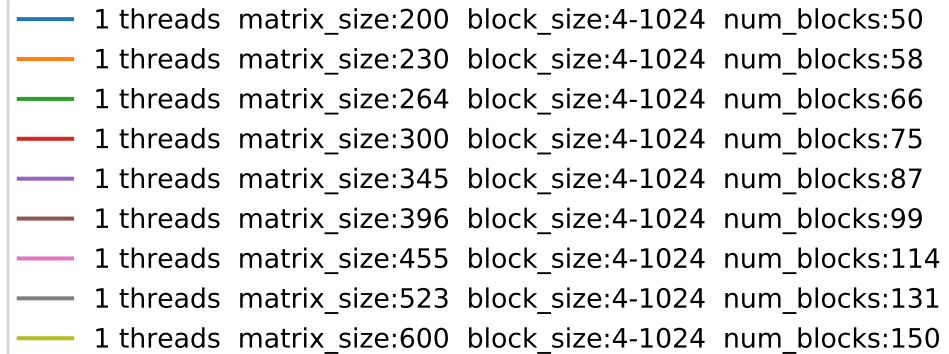 1 threads matrix_size:200 block_size:4-1024 num_blocks:50
1 threads matrix_size:230 block_size:4-1024 num_blocks:58
1 threads matrix_size:264 block_size:4-1024 num_blocks:66
1 threads matrix_size:300 block_size:4-1024 num_blocks:75
1 threads matrix_size:345 block_size:4-1024 num_blocks:87
1 threads matrix_size:396 block_size:4-1024 num_blocks:99
1 threads matrix_size:455 block_size:4-1024 num_blocks:114
1 threads matrix_size:523 block_size:4-1024 num_blocks:131
1 threads matrix_size:600 block_size:4-1024 num_blocks:150